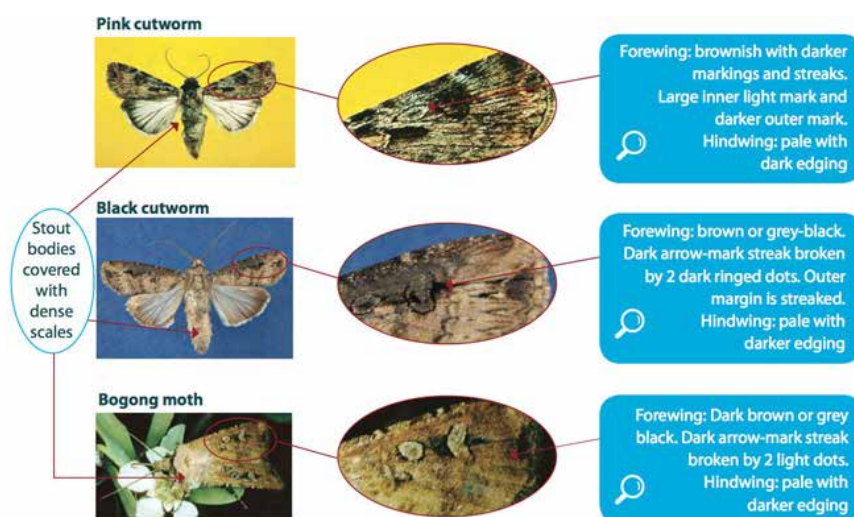 Pink cutworm
Forewing: brownish with darker
markings and streaks.
Large inner light mark and
darker outer mark.
Hindwing: pale with
dark edging
Stout
bodies
covered
with
dense
scales
Black cutworm
Forewing: brown or grey-black.
Dark arrow-mark streak broken
by 2 dark ringed dots. Outer
margin is streaked.
Hindwing: pale with
darker edging
Bogong moth
Forewing: Dark brown or grey
black. Dark arrow-mark streak
broken by 2 light dots.
Hindwing: pale with
darker edging